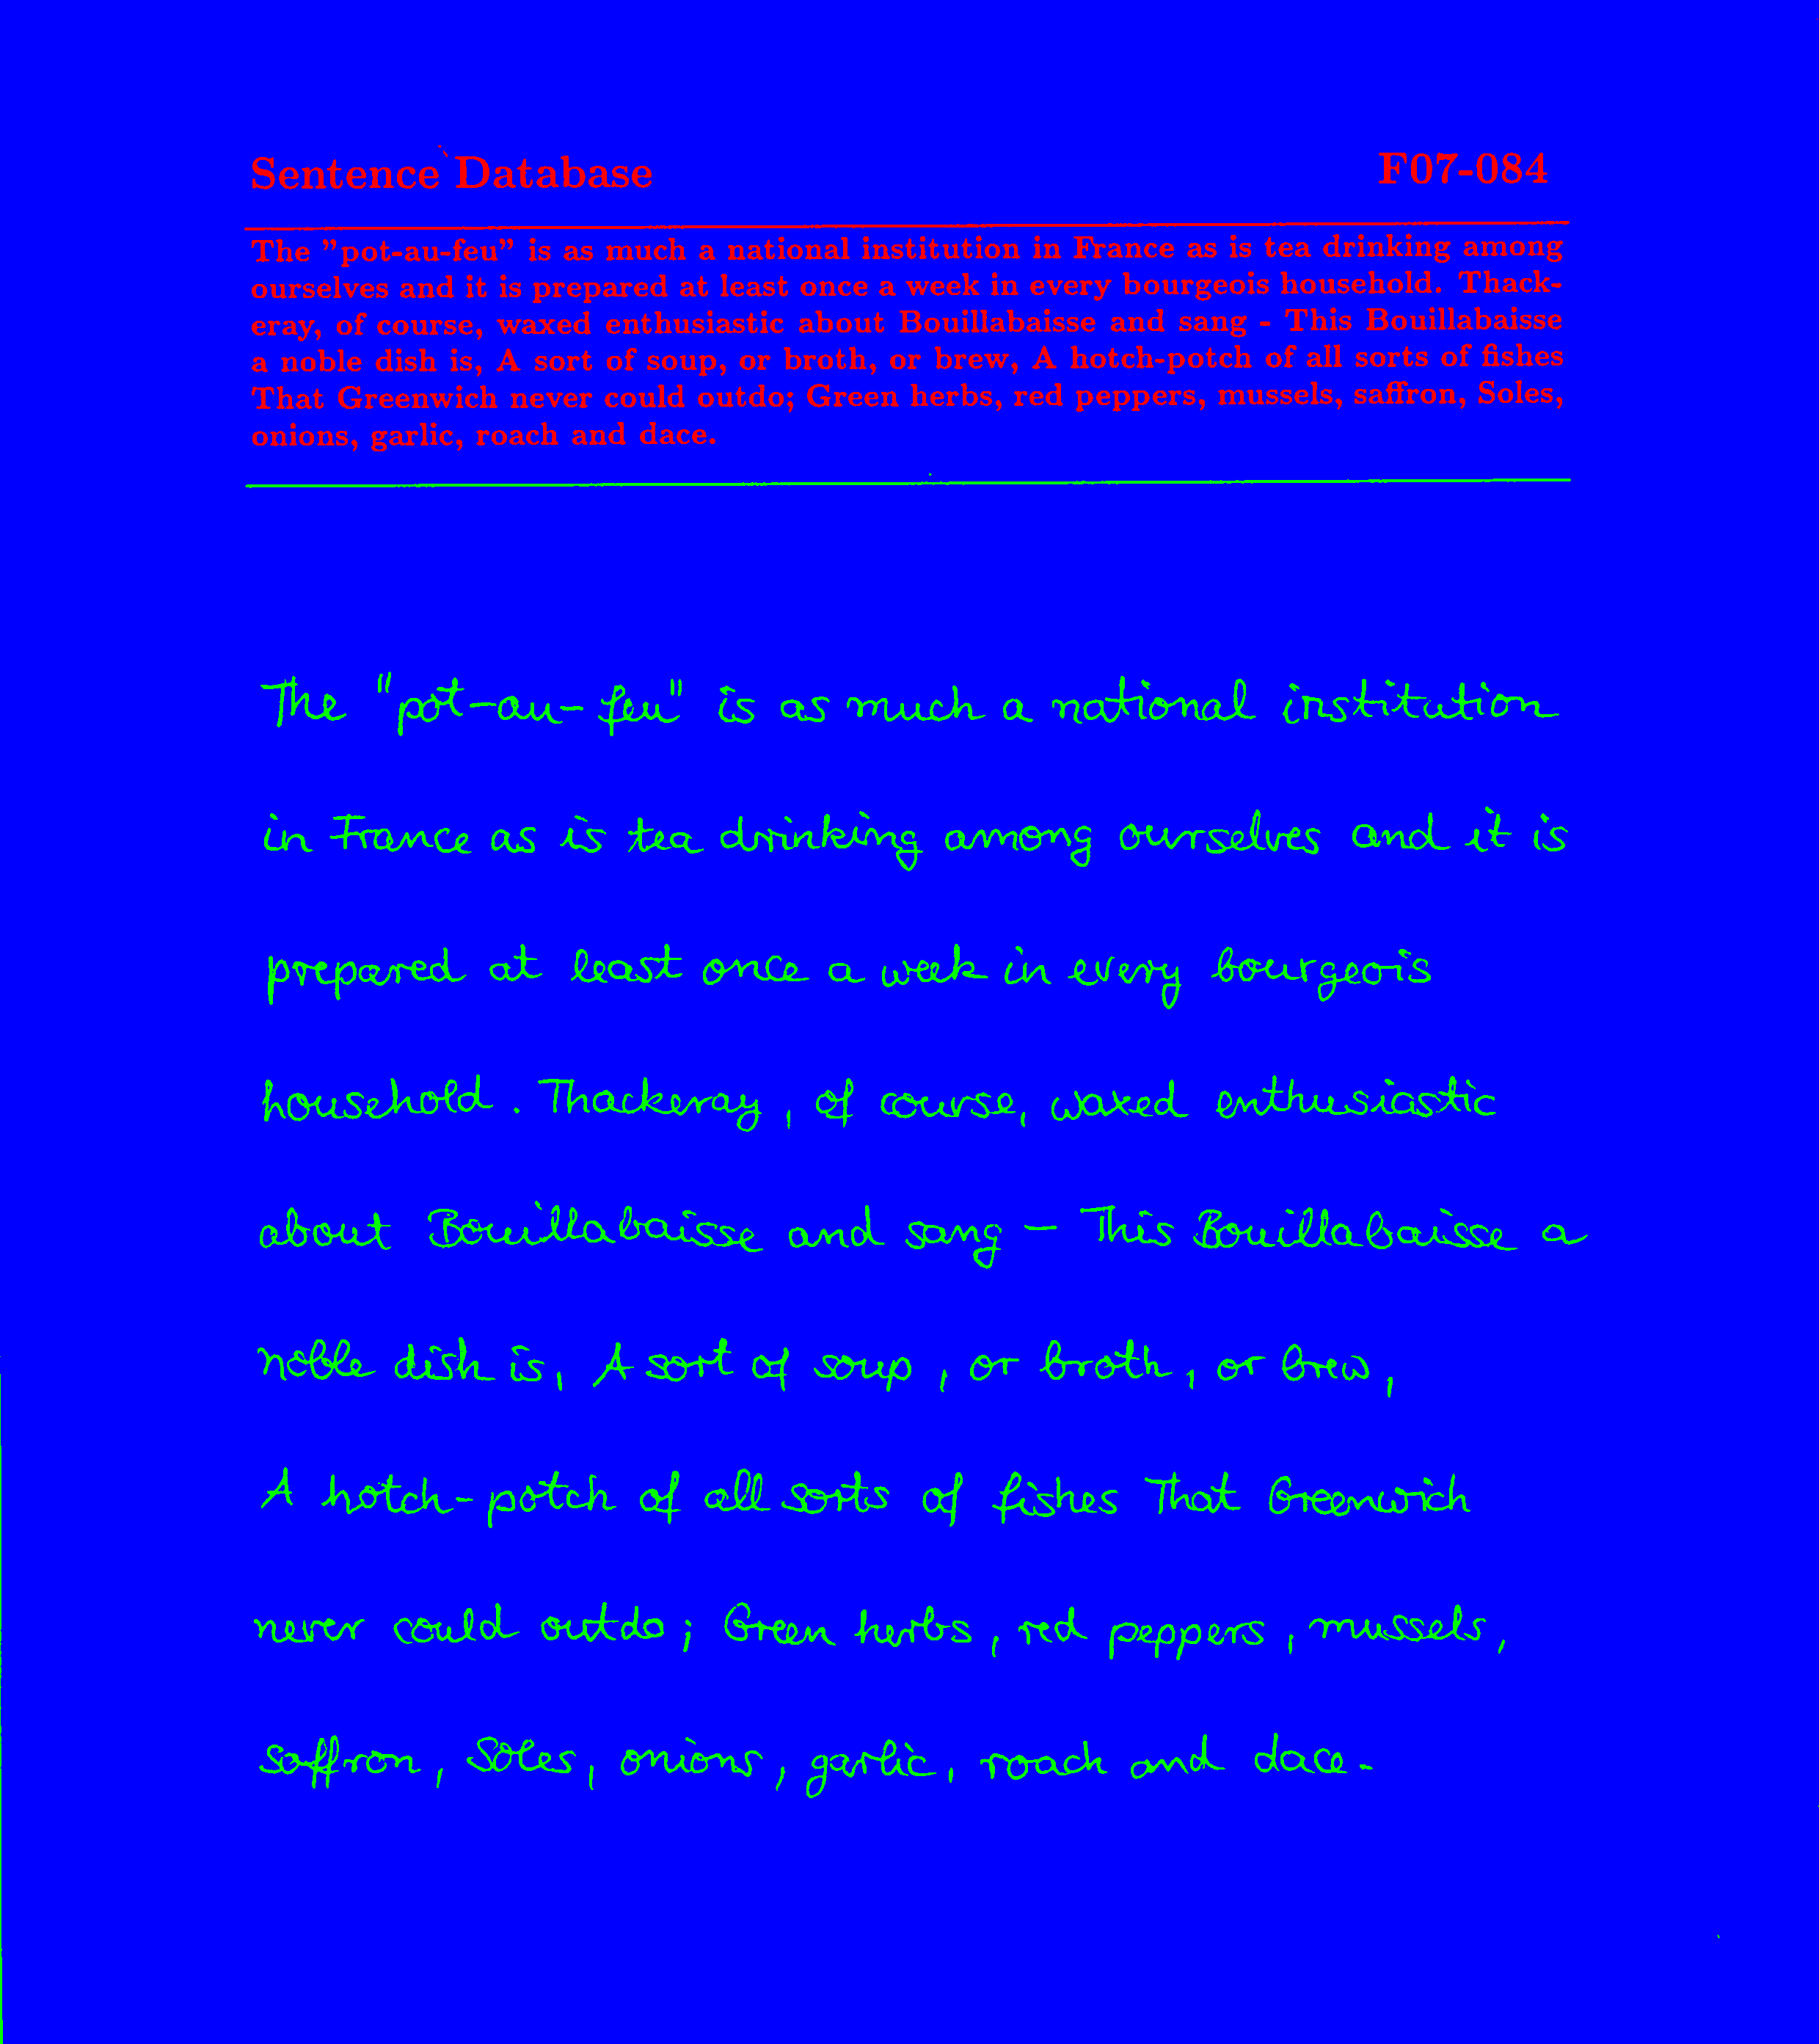 Sentence Database F07-084
The "pot-au-feu" is as much a national institution in France as is tea drinking among
ourselves and it is prepared at least once a week in every bourgeois household. Thack-
eray, of course, waxed enthusiastic about Bouillabaisse and sang - This Bouillabaisse
a noble dish is, A sort of soup, or broth, or brew, A hotch-potch of all sorts of fishes
That Greenwich never could outdo; Green herbs, red peppers, mussels, saffron, Soles,
onions, garlic, roach and dace.
The "pot-au-feu" is as much a national institution
in France as is tea drinking among ourselves and it is
prepared at least once a week in every bourgeois
household. Thackeray, of course, waxed enthusiastic
about Bouillabaisse and sang - This Bouillabaisse a
noble dish is, A sort of soup, or broth, or brew,
A hotch-potch of all sorts of fishes That Greenwich
never could outdo; Green herbs, red peppers, mussels,
saffron, Soles, onions, garlic, roach and dace.